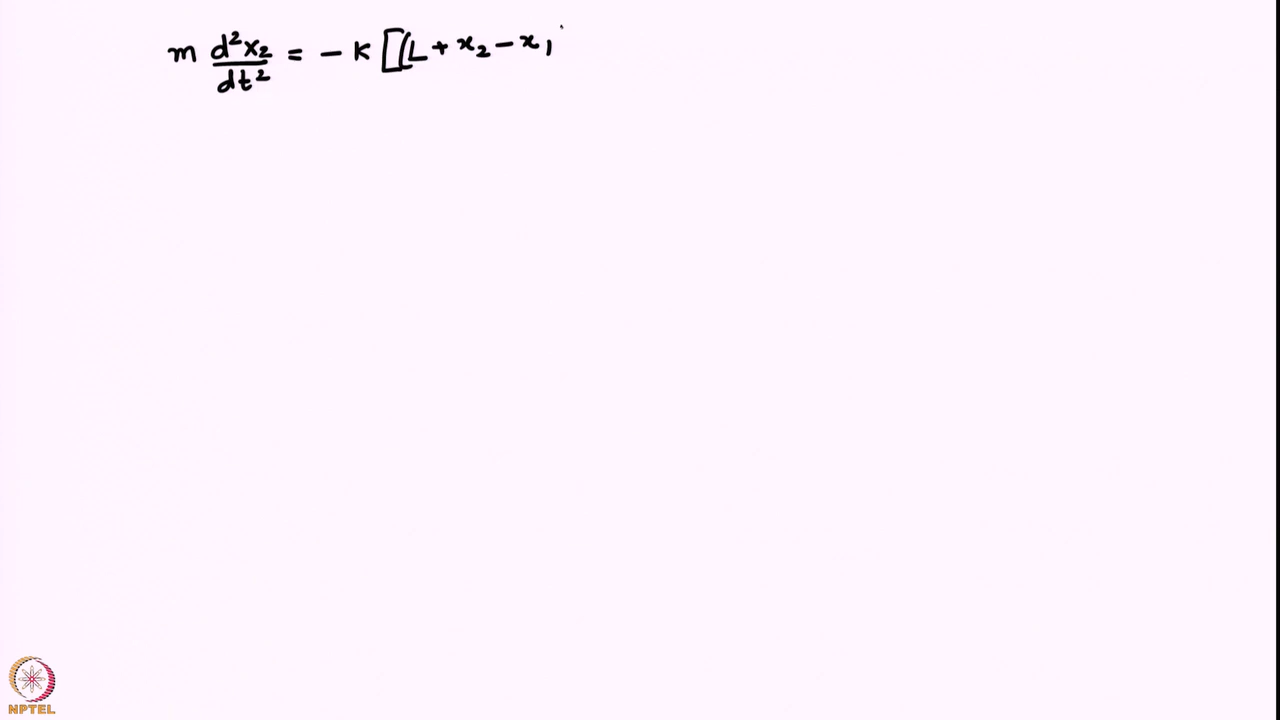 m d²x₂/dt² = - K [(L + x₂ - x₁
NPTEL